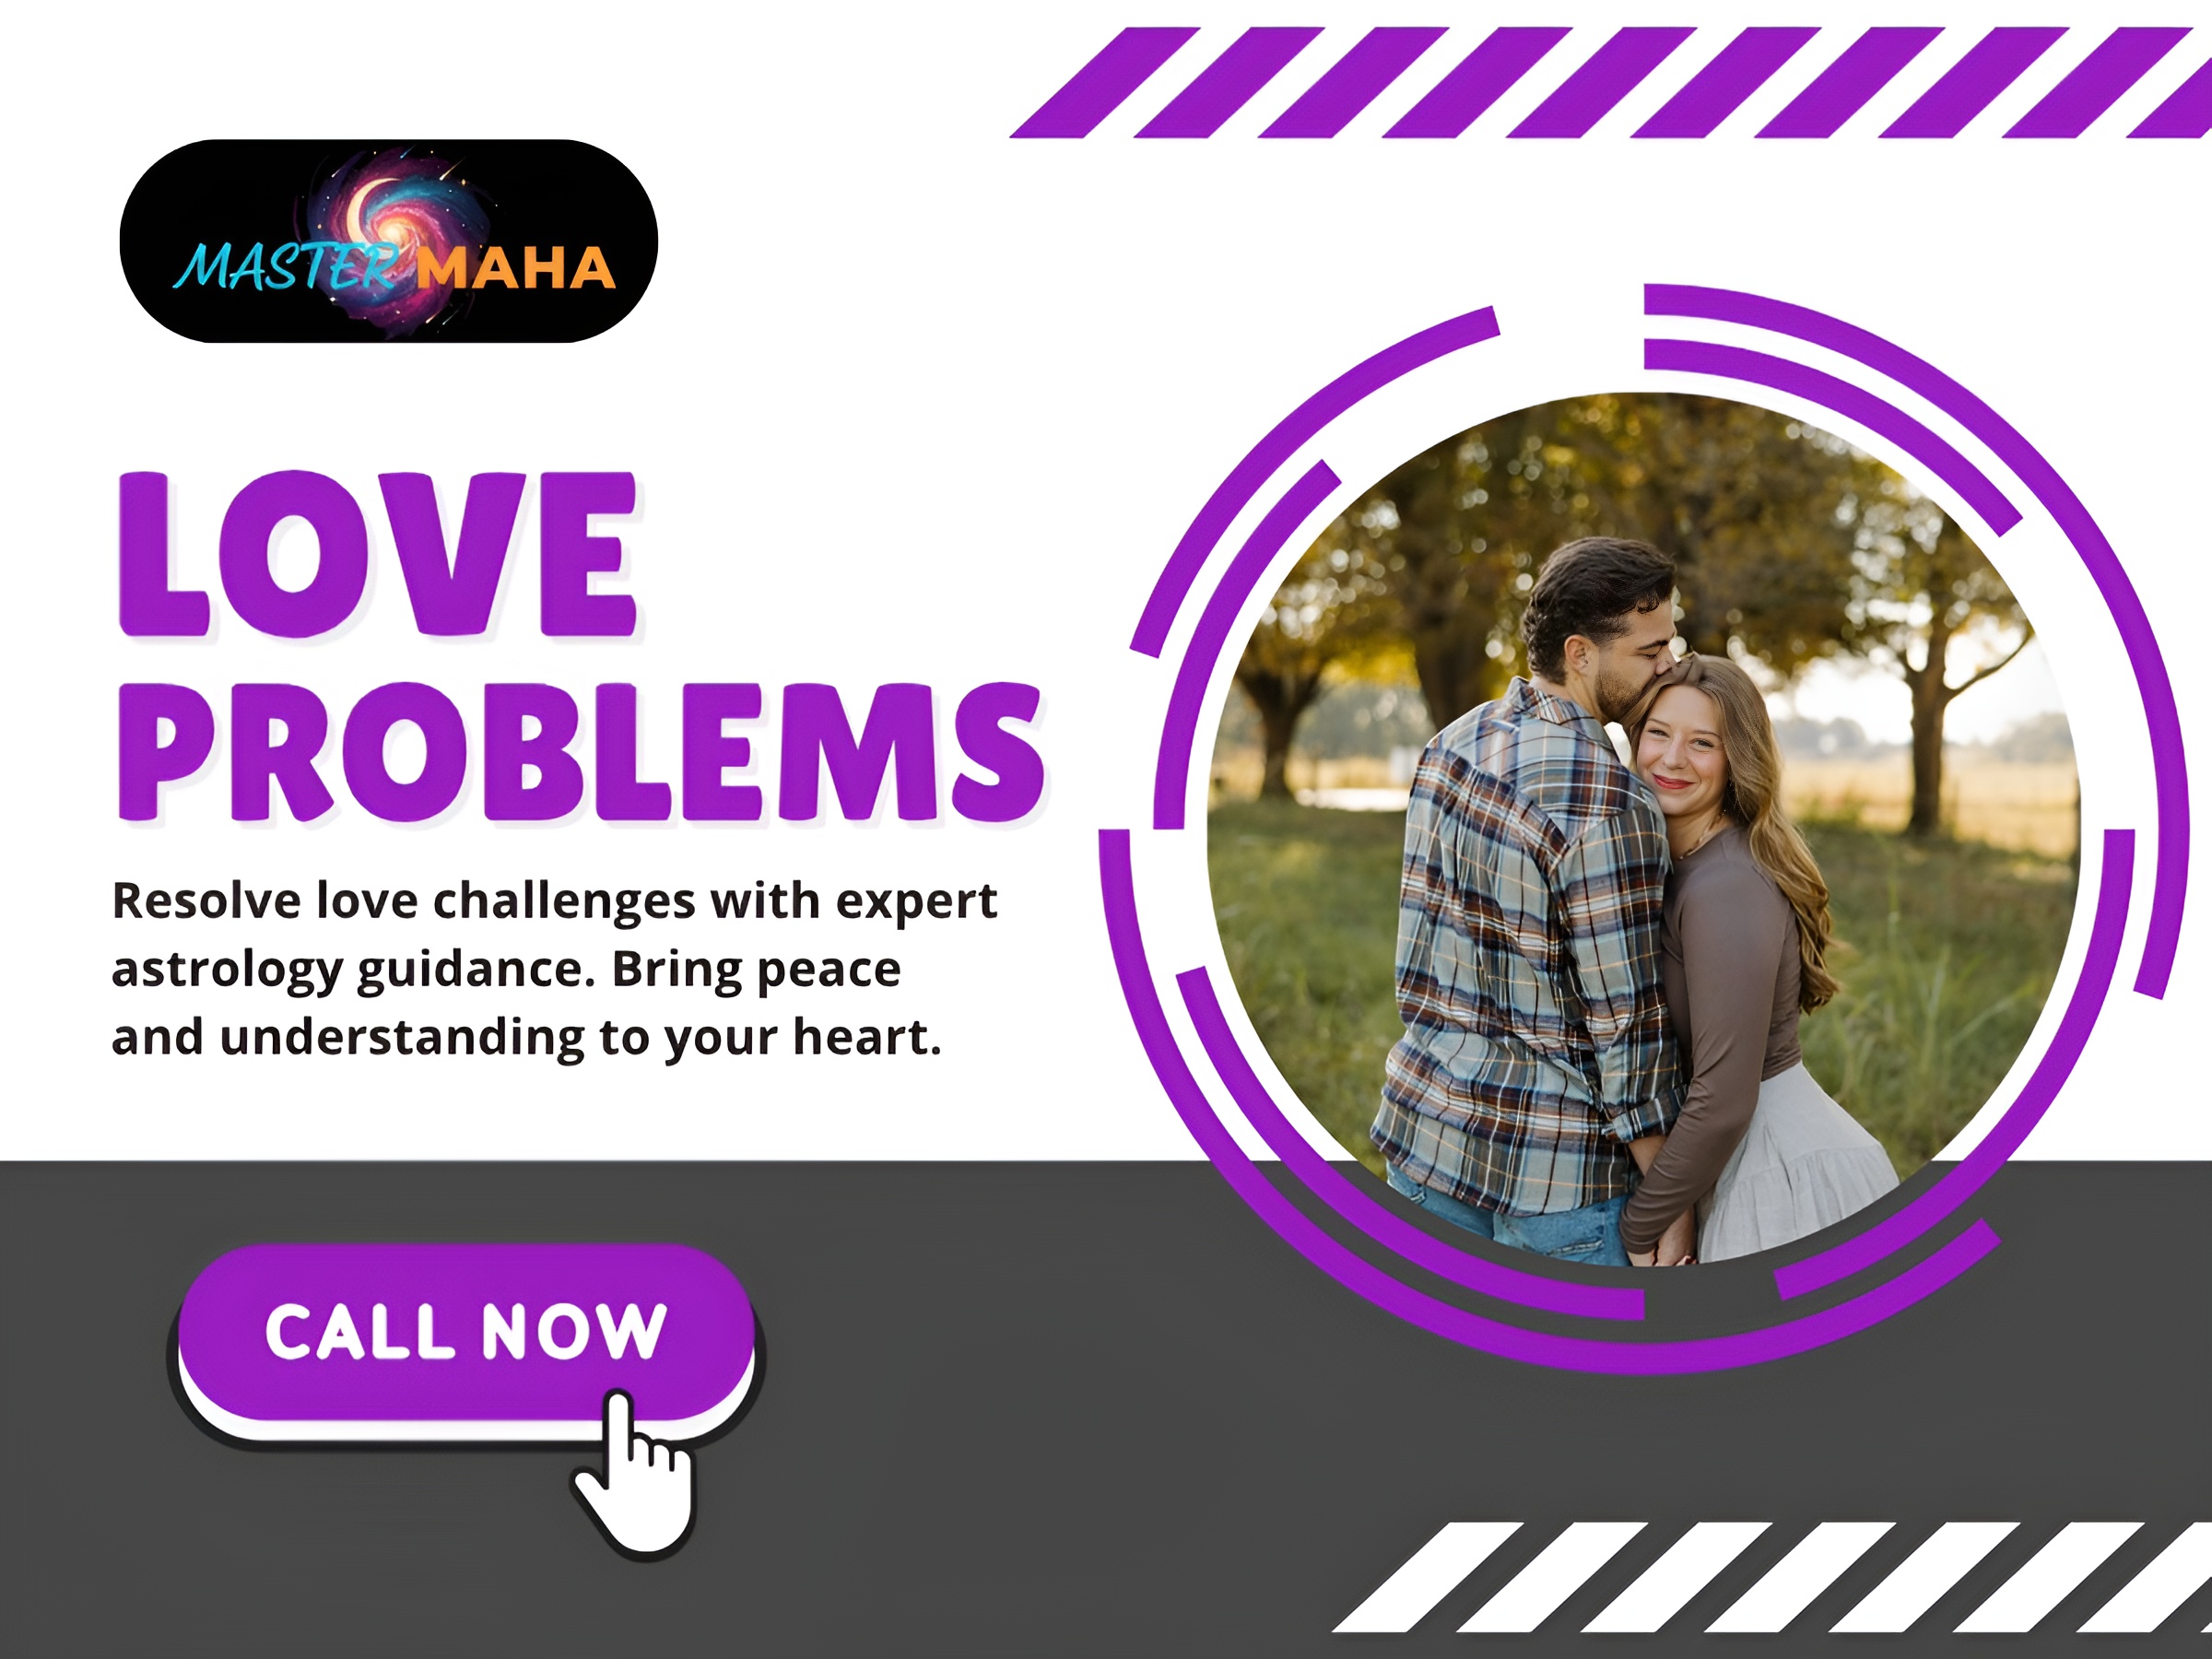 MASTER MAHA
LOVE
PROBLEMS
Resolve love challenges with expert
astrology guidance. Bring peace
and understanding to your heart.
CALL NOW